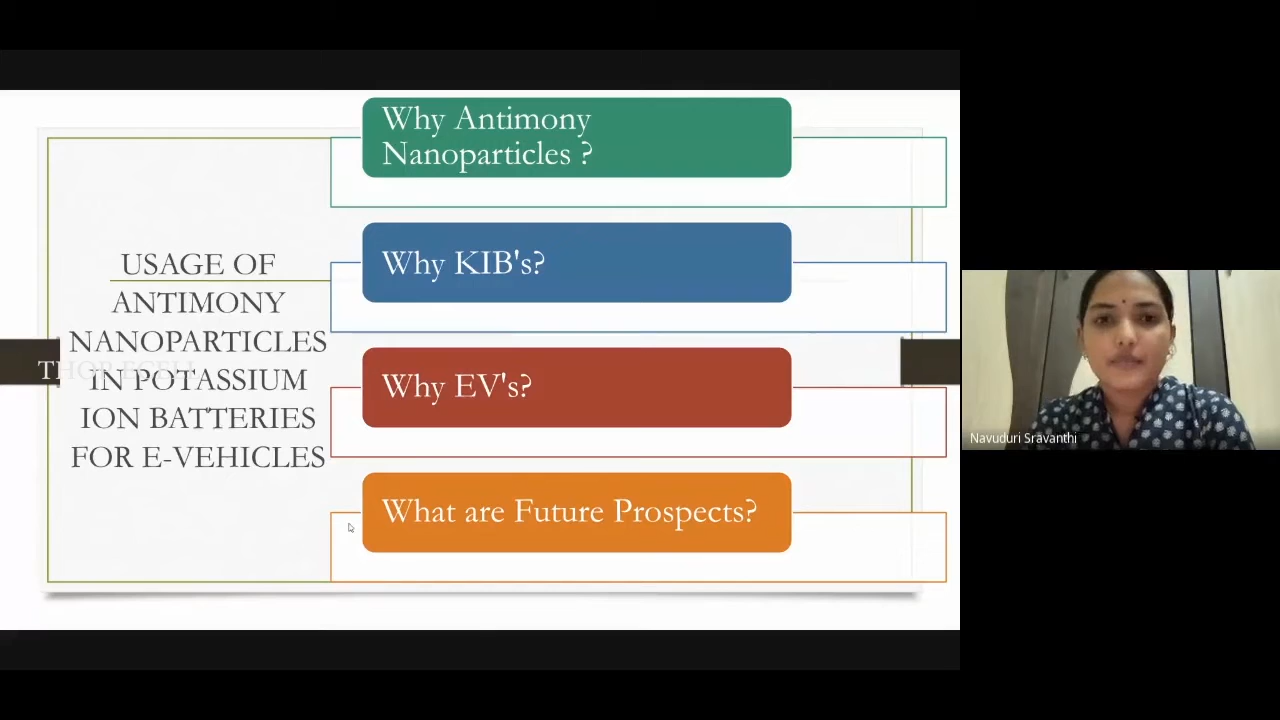 USAGE OF
ANTIMONY
NANOPARTICLES
IN POTASSIUM
ION BATTERIES
FOR E-VEHICLES
Why Antimony
Nanoparticles ?
Why KIB's?
Why EV's?
What are Future Prospects?
Navuduri Sravanthi